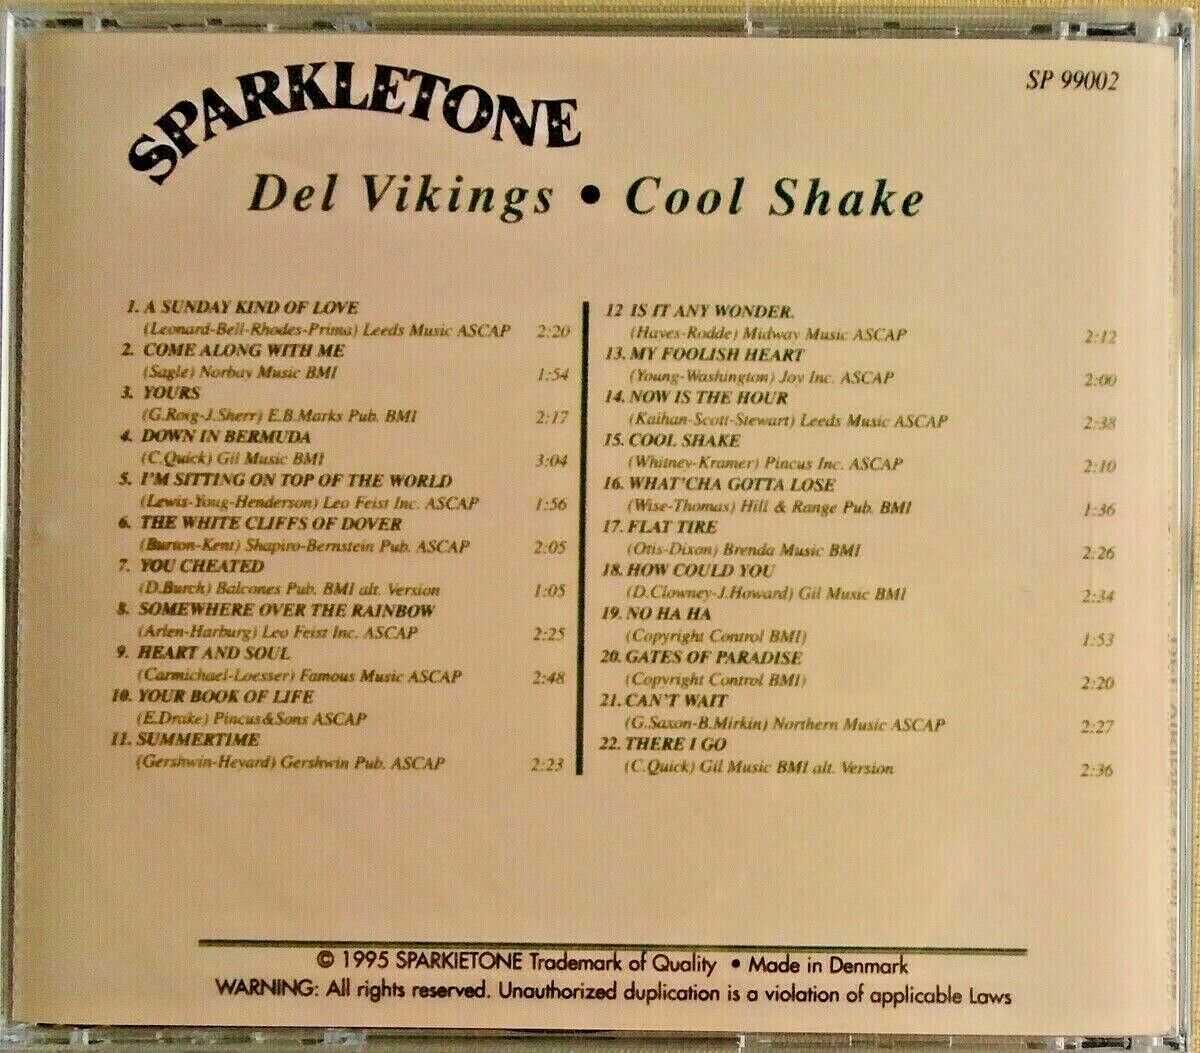 SPARKLETONE
SP 99002
Del Vikings • Cool Shake
1. A SUNDAY KIND OF LOVE
(Leonard-Bell-Rhodes-Prima) Leeds Music ASCAP 2:20
2. COME ALONG WITH ME
(Sagle) Norbay Music BMI 1:54
3. YOURS
(G.Roig-J.Sherr) E.B.Marks Pub. BMI 2:17
4. DOWN IN BERMUDA
(C.Quick) Gil Music BMI 3:04
5. I'M SITTING ON TOP OF THE WORLD
(Lewis-Youg-Henderson) Leo Feist Inc. ASCAP 1:56
6. THE WHITE CLIFFS OF DOVER
(Burton-Kent) Shapiro-Bernstein Pub. ASCAP 2:05
7. YOU CHEATED
(D.Burch) Balcones Pub. BMI alt. Version 1:05
8. SOMEWHERE OVER THE RAINBOW
(Arlen-Harburg) Leo Feist Inc. ASCAP 2:25
9. HEART AND SOUL
(Carmichael-Loesser) Famous Music ASCAP 2:48
10. YOUR BOOK OF LIFE
(E.Drake) Pincus&Sons ASCAP
11. SUMMERTIME
(Gershwin-Heyard) Gershwin Pub. ASCAP 2:23
12 IS IT ANY WONDER.
(Hayes-Rodde) Midway Music ASCAP 2:12
13. MY FOOLISH HEART
(Young-Washington) Joy Inc. ASCAP 2:00
14. NOW IS THE HOUR
(Kaihan-Scott-Stewart) Leeds Music ASCAP 2:38
15. COOL SHAKE
(Whitney-Kramer) Pincus Inc. ASCAP 2:10
16. WHAT'CHA GOTTA LOSE
(Wise-Thomas) Hill & Range Pub. BMI 1:36
17. FLAT TIRE
(Otis-Dixon) Brenda Music BMI 2:26
18. HOW COULD YOU
(D.Clowney-J.Howard) Gil Music BMI 2:34
19. NO HA HA
(Copyright Control BMI) 1:53
20. GATES OF PARADISE
(Copyright Control BMI) 2:20
21. CAN'T WAIT
(G.Saxon-B.Mirkin) Northern Music ASCAP 2:27
22. THERE I GO
(C.Quick) Gil Music BMI alt. Version 2:36
© 1995 SPARKIETONE Trademark of Quality • Made in Denmark
WARNING: All rights reserved. Unauthorized duplication is a violation of applicable Laws